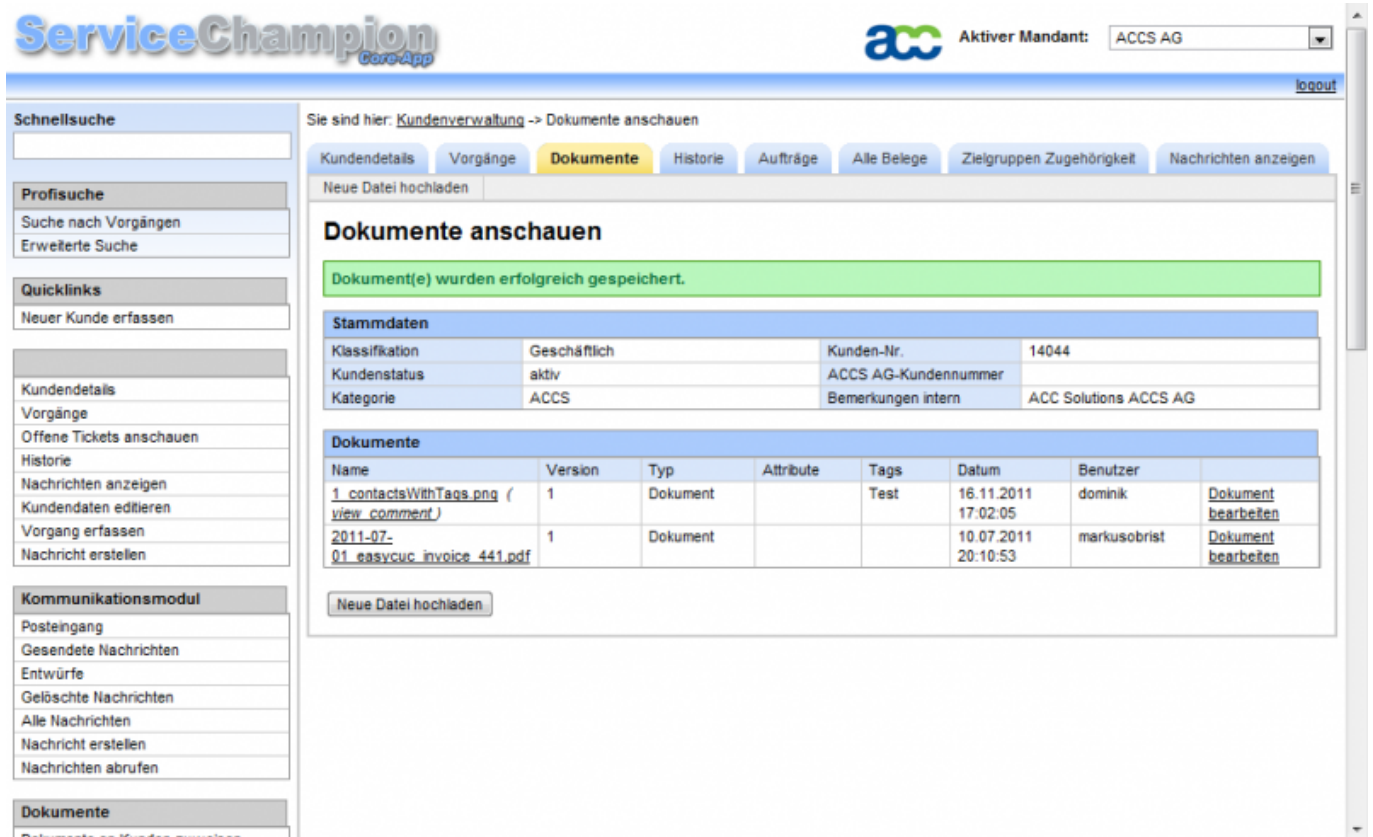 ServiceChampion
Core-App
acc
Aktiver Mandant: ACCS AG
logout
Schnellsuche
Profisuche
Suche nach Vorgängen
Erweiterte Suche
Quicklinks
Neuer Kunde erfassen
Kundendetails
Vorgänge
Offene Tickets anschauen
Historie
Nachrichten anzeigen
Kundendaten editieren
Vorgang erfassen
Nachricht erstellen
Kommunikationsmodul
Posteingang
Gesendete Nachrichten
Entwürfe
Gelöschte Nachrichten
Alle Nachrichten
Nachricht erstellen
Nachrichten abrufen
Dokumente
Dokumente an Kunden zuweisen
Sie sind hier: Kundenverwaltung -> Dokumente anschauen
Kundendetails Vorgänge Dokumente Historie Aufträge Alle Belege Zielgruppen Zugehörigkeit Nachrichten anzeigen
Neue Datei hochladen
Dokumente anschauen
Dokument(e) wurden erfolgreich gespeichert.
Stammdaten
Klassifikation Geschäftlich Kunden-Nr. 14044
Kundenstatus aktiv ACCS AG-Kundennummer
Kategorie ACCS Bemerkungen intern ACC Solutions ACCS AG
Dokumente
Name Version Typ Attribute Tags Datum Benutzer
1_contactsWithTags.png ( 1 Dokument Test 16.11.2011 dominik Dokument
view comment ) 17:02:05 bearbeiten
2011-07- 1 Dokument 10.07.2011 markusobrist Dokument
01_easycuc_invoice_441.pdf 20:10:53 bearbeiten
Neue Datei hochladen